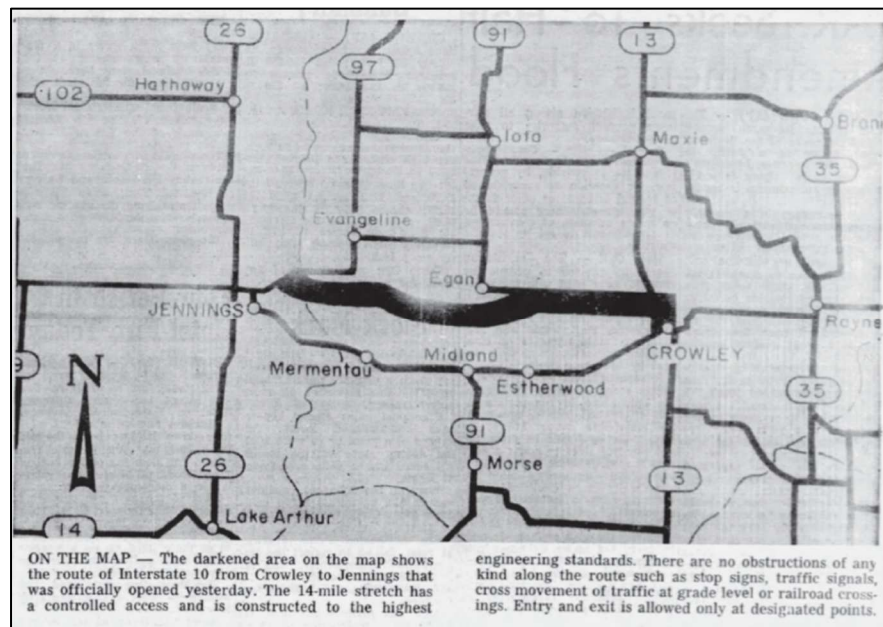 26
91
13
97
Hathaway
102
Iota
Maxie
35
Evangeline
Egan
JENNINGS
CROWLEY
N
Mermentau
Midland
Estherwood
35
91
26
Morse
13
Lake Arthur
14
ON THE MAP — The darkened area on the map shows
the route of Interstate 10 from Crowley to Jennings that
was officially opened yesterday. The 14-mile stretch has
a controlled access and is constructed to the highest
engineering standards. There are no obstructions of any
kind along the route such as stop signs, traffic signals,
cross movement of traffic at grade level or railroad cross-
ings. Entry and exit is allowed only at designated points.